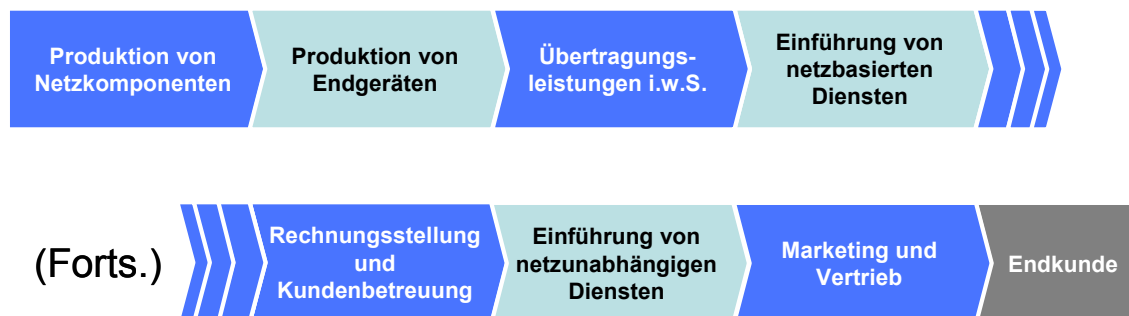 Produktion von
Netzkomponenten
Produktion von
Endgeräten
Übertragungs-
leistungen i.w.S.
Einführung von
netzbasierten
Diensten
(Forts.)
Rechnungsstellung
und
Kundenbetreuung
Einführung von
netzunabhängigen
Diensten
Marketing und
Vertrieb
Endkunde